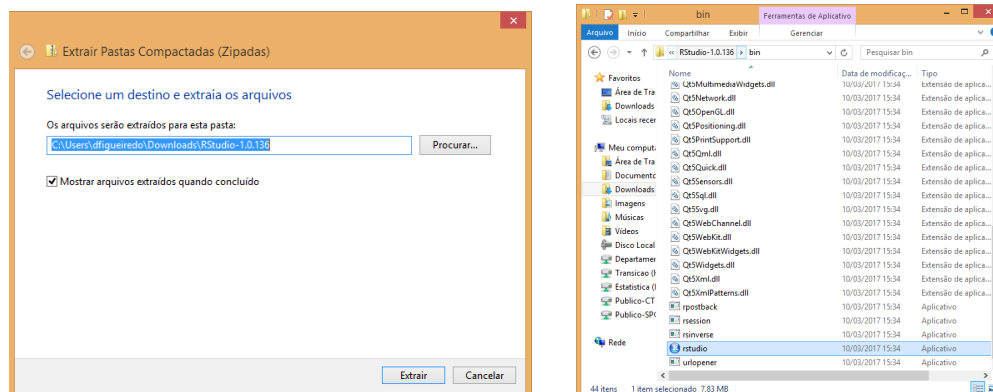 Extrair Pastas Compactadas (Zipadas)
Selecione um destino e extraia os arquivos
Os arquivos serão extraídos para esta pasta:
C:\Users\dfigueiredo\Downloads\RStudio-1.0.136
Procurar...
Mostrar arquivos extraídos quando concluído
Extrair
Cancelar
bin
Ferramentas de Aplicativo
Arquivo
Início
Compartilhar
Exibir
Gerenciar
« RStudio-1.0.136
bin
Pesquisar bin
Favoritos
Área de Tra
Downloads
Locais recer
Meu computa
Área de Tra
Documento
Downloads
Imagens
Músicas
Vídeos
Disco Local
Departamer
Transicao (
Estatistica (
Publico-CT
Publico-SPO
Rede
Nome
Data de modificaç...
Tipo
Qt5MultimediaWidgets.dll 10/03/2017 15:34 Extensão de aplica...
Qt5Network.dll 10/03/2017 15:34 Extensão de aplica...
Qt5OpenGL.dll 10/03/2017 15:34 Extensão de aplica...
Qt5Positioning.dll 10/03/2017 15:34 Extensão de aplica...
Qt5PrintSupport.dll 10/03/2017 15:34 Extensão de aplica...
Qt5Qml.dll 10/03/2017 15:34 Extensão de aplica...
Qt5Quick.dll 10/03/2017 15:34 Extensão de aplica...
Qt5Sensors.dll 10/03/2017 15:34 Extensão de aplica...
Qt5Sql.dll 10/03/2017 15:34 Extensão de aplica...
Qt5Svg.dll 10/03/2017 15:34 Extensão de aplica...
Qt5WebChannel.dll 10/03/2017 15:34 Extensão de aplica...
Qt5WebKit.dll 10/03/2017 15:34 Extensão de aplica...
Qt5WebKitWidgets.dll 10/03/2017 15:34 Extensão de aplica...
Qt5Widgets.dll 10/03/2017 15:34 Extensão de aplica...
Qt5Xml.dll 10/03/2017 15:34 Extensão de aplica...
Qt5XmlPatterns.dll 10/03/2017 15:34 Extensão de aplica...
rpostback 10/03/2017 15:34 Aplicativo
rsession 10/03/2017 15:34 Aplicativo
rsinverse 10/03/2017 15:34 Aplicativo
rstudio 10/03/2017 15:34 Aplicativo
urlopener 10/03/2017 15:34 Aplicativo
44 itens
1 item selecionado 7,83 MB